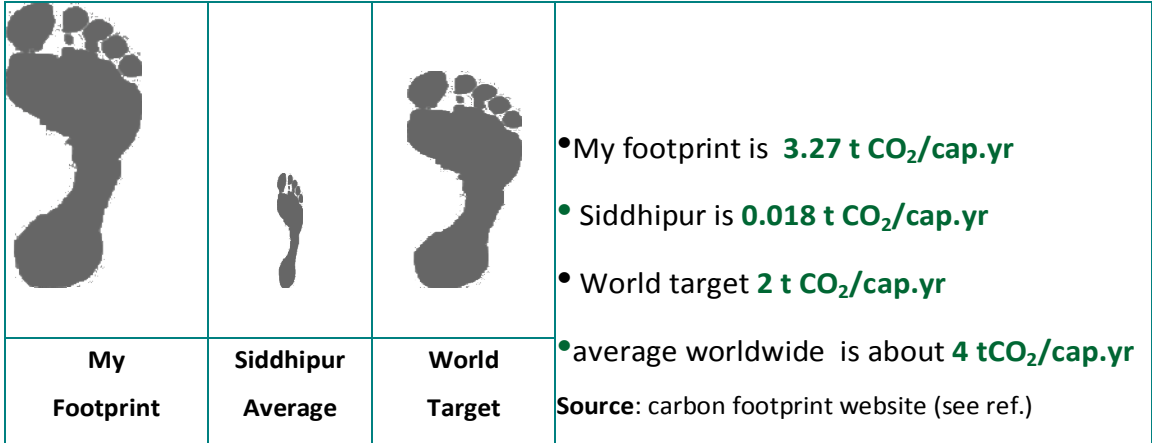 •My footprint is 3.27 t CO₂/cap.yr
• Siddhipur is 0.018 t CO₂/cap.yr
• World target 2 t CO₂/cap.yr
•average worldwide is about 4 tCO₂/cap.yr
Source: carbon footprint website (see ref.)
My
Footprint
Siddhipur
Average
World
Target